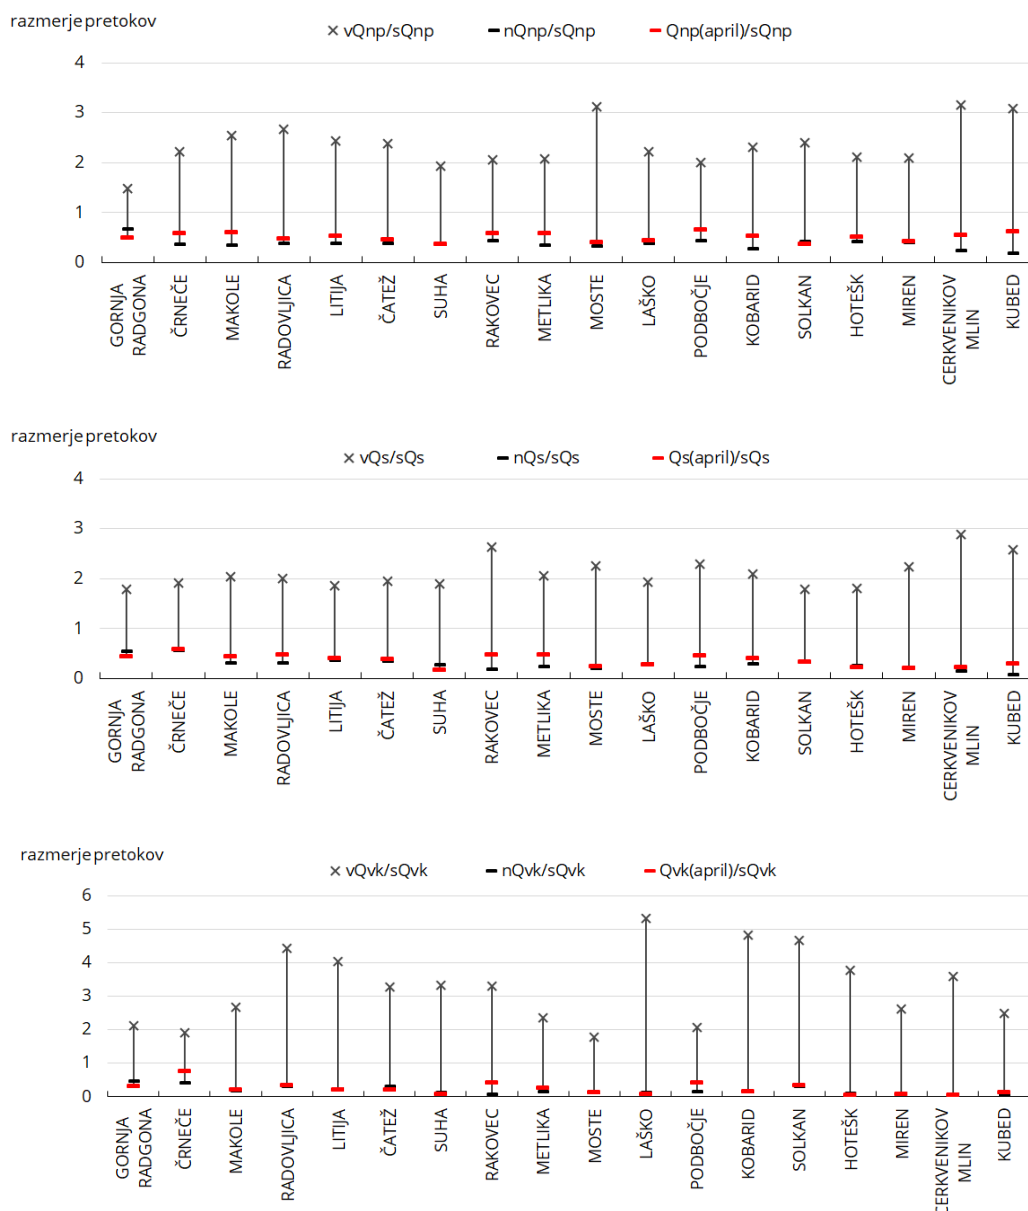 razmerje pretokov
vQnp/sQnp nQnp/sQnp Qnp(april)/sQnp
4
3
2
1
0
GORNJA RADGONA
ČRNEČE
MAKOLE
RADOVLJICA
LITIJA
ČATEŽ
SUHA
RAKOVEC
METLIKA
MOSTE
LAŠKO
PODBOČJE
KOBARID
SOLKAN
HOTEŠK
MIREN
CERKVENIKOV MLIN
KUBED
razmerje pretokov
vQs/sQs nQs/sQs Qs(april)/sQs
4
3
2
1
0
GORNJA RADGONA
ČRNEČE
MAKOLE
RADOVLJICA
LITIJA
ČATEŽ
SUHA
RAKOVEC
METLIKA
MOSTE
LAŠKO
PODBOČJE
KOBARID
SOLKAN
HOTEŠK
MIREN
CERKVENIKOV MLIN
KUBED
razmerje pretokov
vQvk/sQvk nQvk/sQvk Qvk(april)/sQvk
6
5
4
3
2
1
0
GORNJA RADGONA
ČRNEČE
MAKOLE
RADOVLJICA
LITIJA
ČATEŽ
SUHA
RAKOVEC
METLIKA
MOSTE
LAŠKO
PODBOČJE
KOBARID
SOLKAN
HOTEŠK
MIREN
CERKVENIKOV MLIN
KUBED